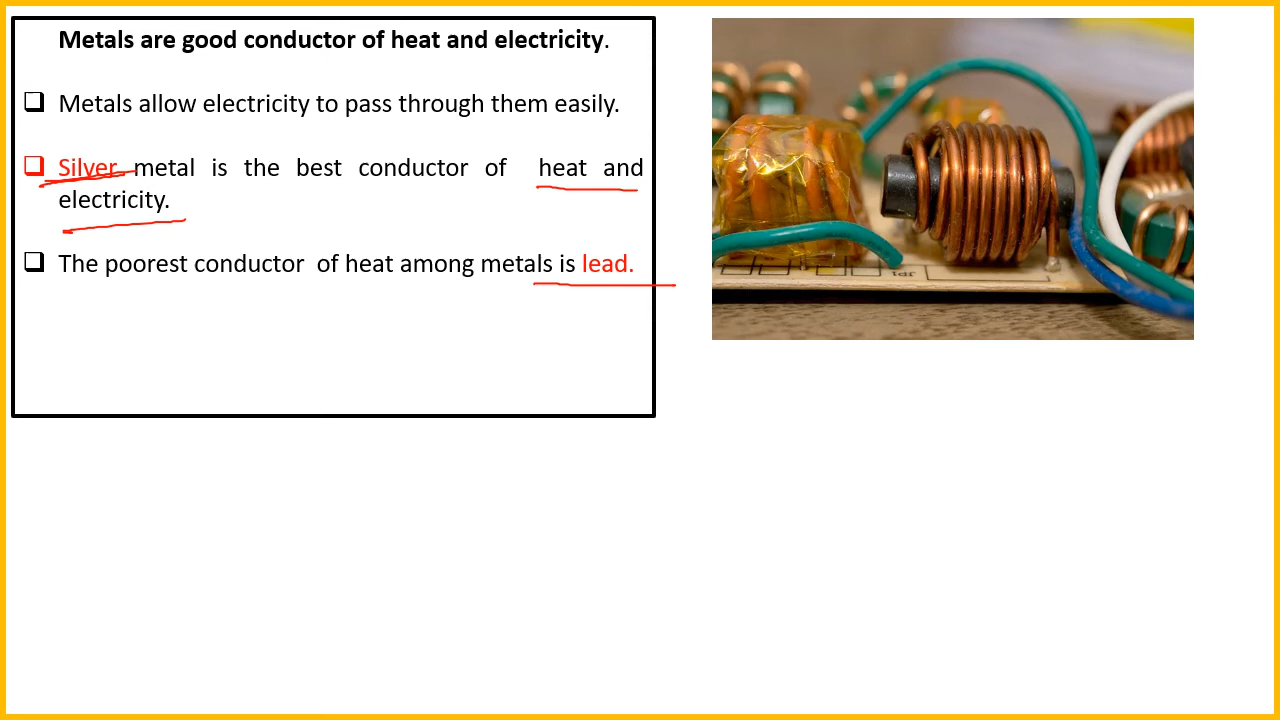 Metals are good conductor of heat and electricity.
❑ Metals allow electricity to pass through them easily.
❑ Silver metal is the best conductor of heat and
electricity.
❑ The poorest conductor of heat among metals is lead.
JP1